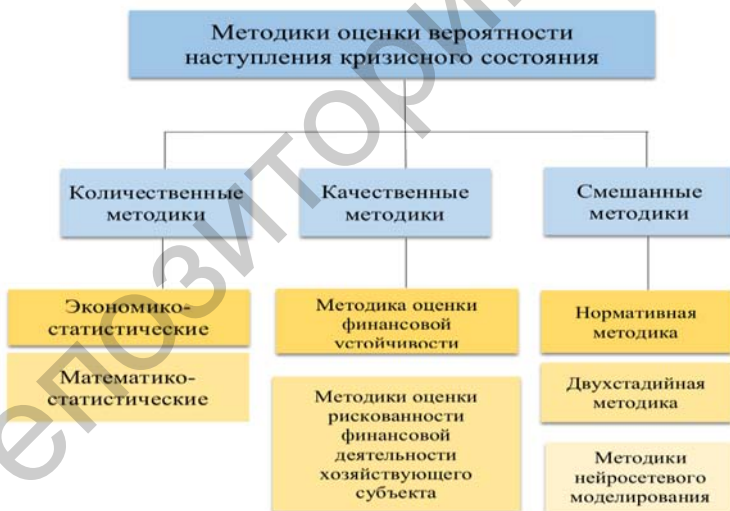 Методики оценки вероятности
наступления кризисного состояния
Количественные
методики
Качественные
методики
Смешанные
методики
Экономико-
статистические
Математико-
статистические
Методика оценки
финансовой
устойчивости
Методики оценки
рискованности
финансовой
деятельности
хозяйствующего
субъекта
Нормативная
методика
Двухстадийная
методика
Методики
нейросетевого
моделирования